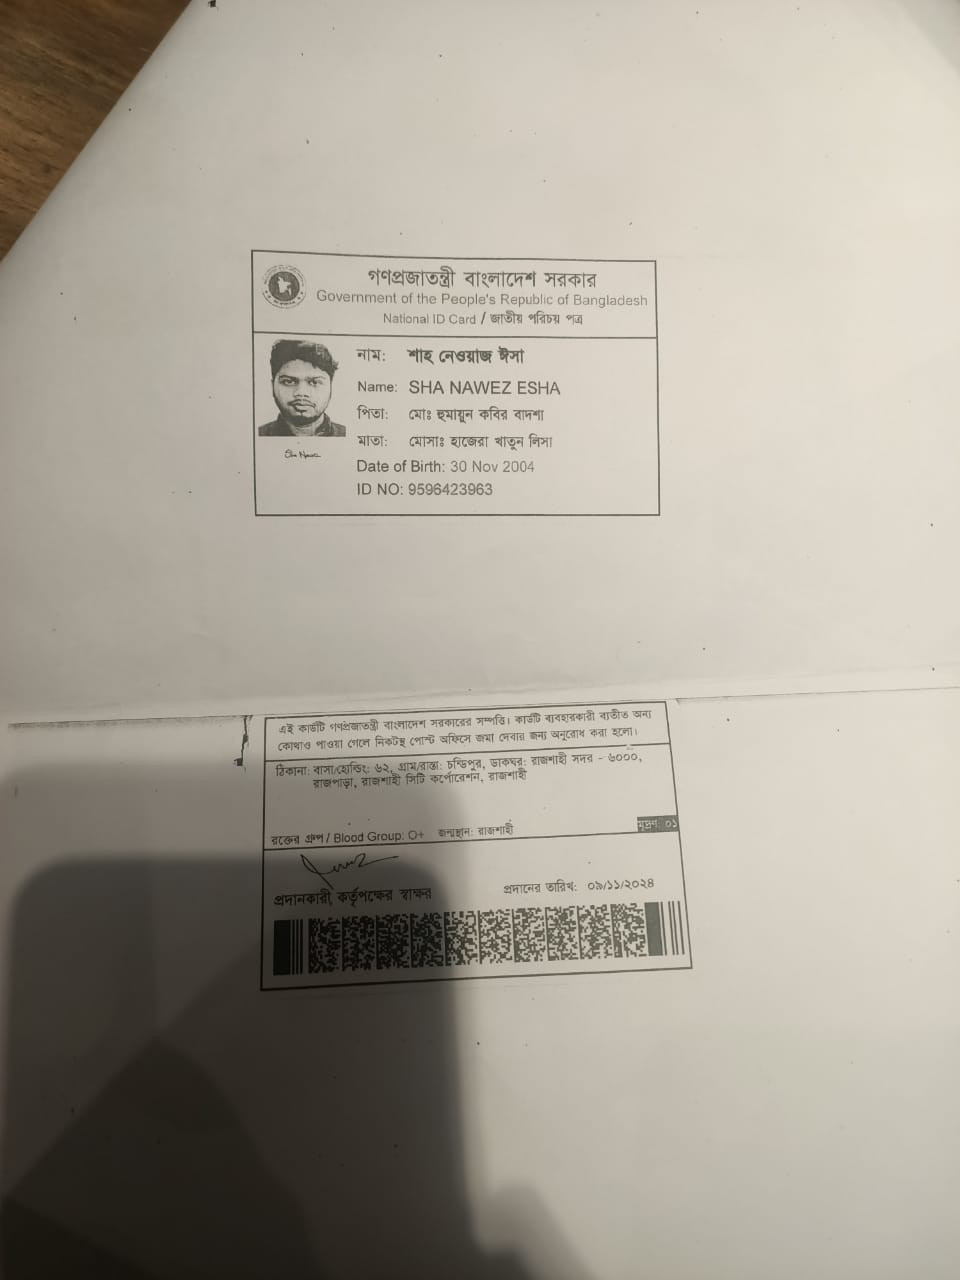 গণপ্রজাতন্ত্রী বাংলাদেশ সরকার
Government of the People's Republic of Bangladesh
National ID Card / জাতীয় পরিচয় পত্র
নাম: শাহ নেওয়াজ ঈসা
Name: SHA NAWEZ ESHA
পিতা: মোঃ হুমায়ুন কবির বাদশা
মাতা: মোসাঃ হাজেরা খাতুন লিসা
Date of Birth: 30 Nov 2004
ID NO: 9596423963
এই কার্ডটি গণপ্রজাতন্ত্রী বাংলাদেশ সরকারের সম্পত্তি। কার্ডটি ব্যবহারকারী ব্যতীত অন্য
কোথাও পাওয়া গেলে নিকটস্থ পোস্ট অফিসে জমা দেবার জন্য অনুরোধ করা হলো।
ঠিকানা: বাসা/হোল্ডিং: ৬২, গ্রাম/রাস্তা: চন্ডিপুর, ডাকঘর: রাজশাহী সদর - ৬০০০,
রাজপাড়া, রাজশাহী সিটি কর্পোরেশন, রাজশাহী
রক্তের গ্রুপ / Blood Group: O+ জন্মস্থান: রাজশাহী মুদ্রণ: ০১
প্রদানকারী কর্তৃপক্ষের স্বাক্ষর প্রদানের তারিখ: ০৯/১১/২০২৪